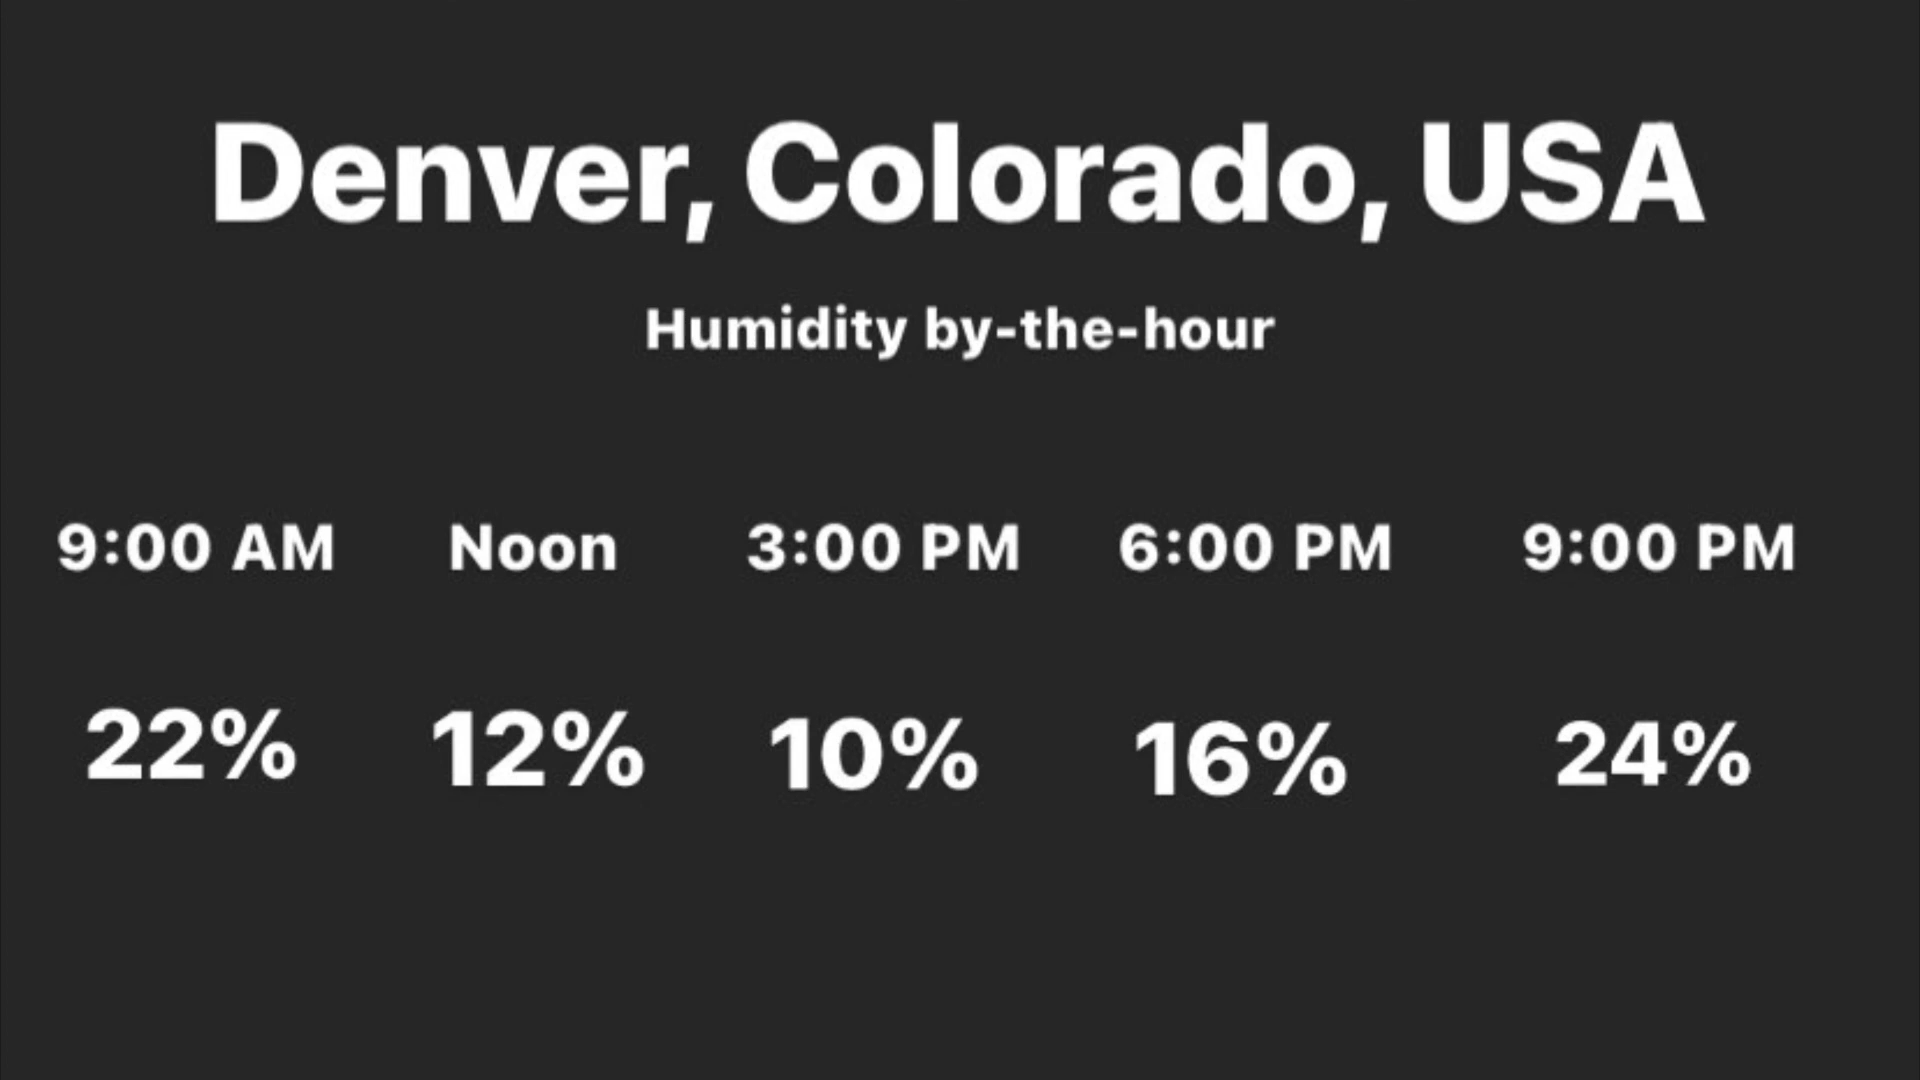 Denver, Colorado, USA
Humidity by-the-hour
9:00 AM Noon 3:00 PM 6:00 PM 9:00 PM
22% 12% 10% 16% 24%